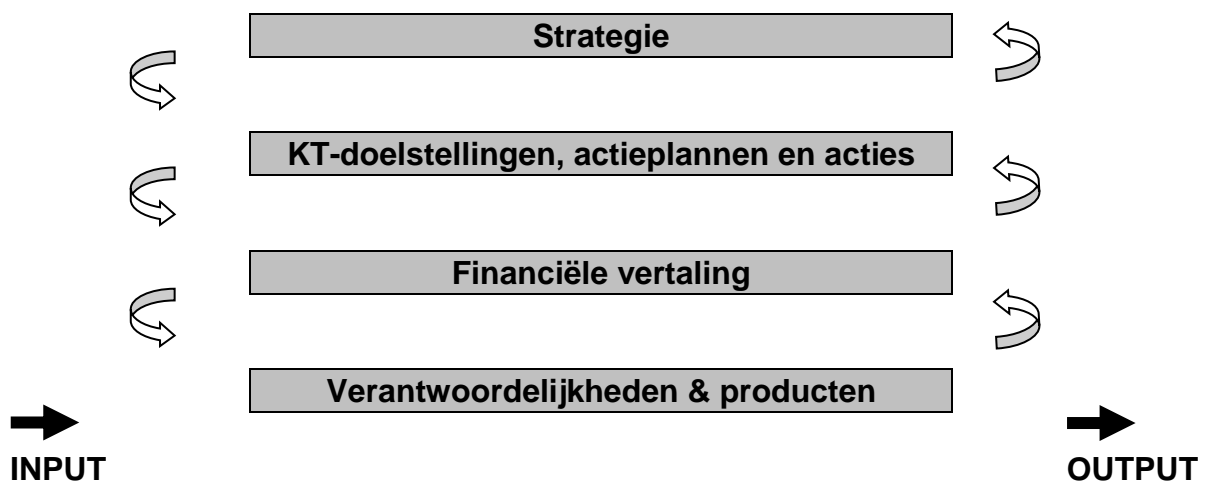 Strategie
KT-doelstellingen, actieplannen en acties
Financiële vertaling
Verantwoordelijkheden & producten
INPUT
OUTPUT